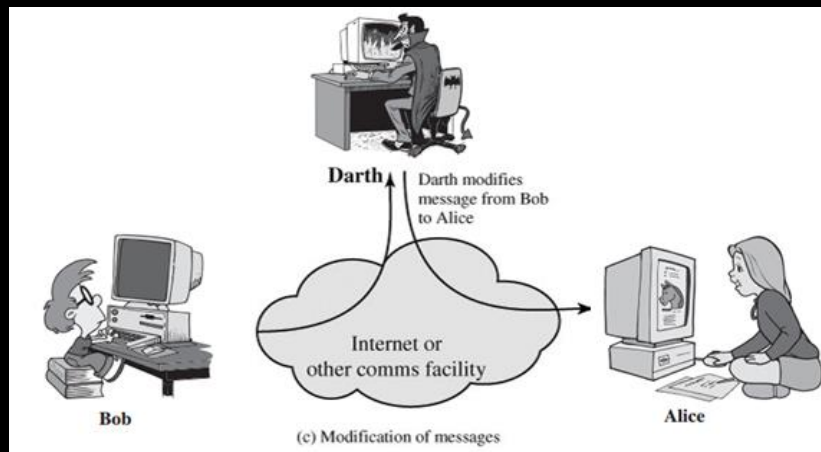 Darth
Darth modifies
message from Bob
to Alice
Internet or
other comms facility
Bob
Alice
(c) Modification of messages